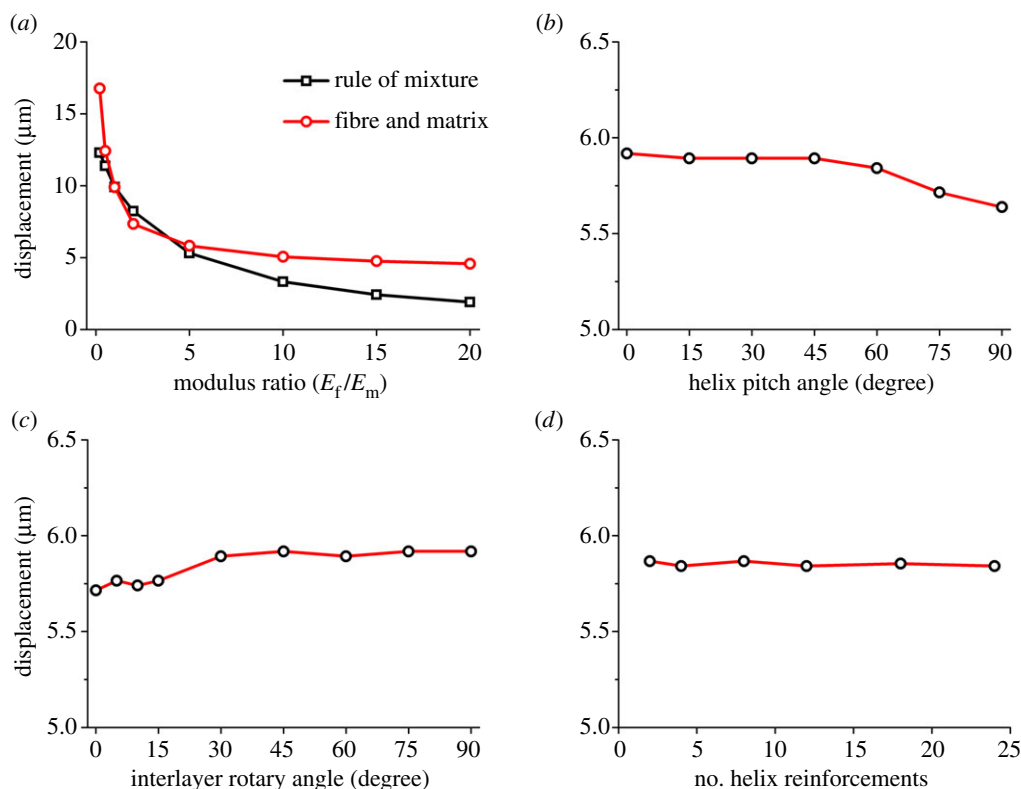 (a)
20
15
10
5
0
displacement (μm)
rule of mixture
fibre and matrix
0 5 10 15 20
modulus ratio (Ef/Em)
(b)
6.5
6.0
5.5
5.0
0 15 30 45 60 75 90
helix pitch angle (degree)
(c)
6.5
6.0
5.5
5.0
displacement (μm)
0 15 30 45 60 75 90
interlayer rotary angle (degree)
(d)
6.5
6.0
5.5
5.0
0 5 10 15 20 25
no. helix reinforcements